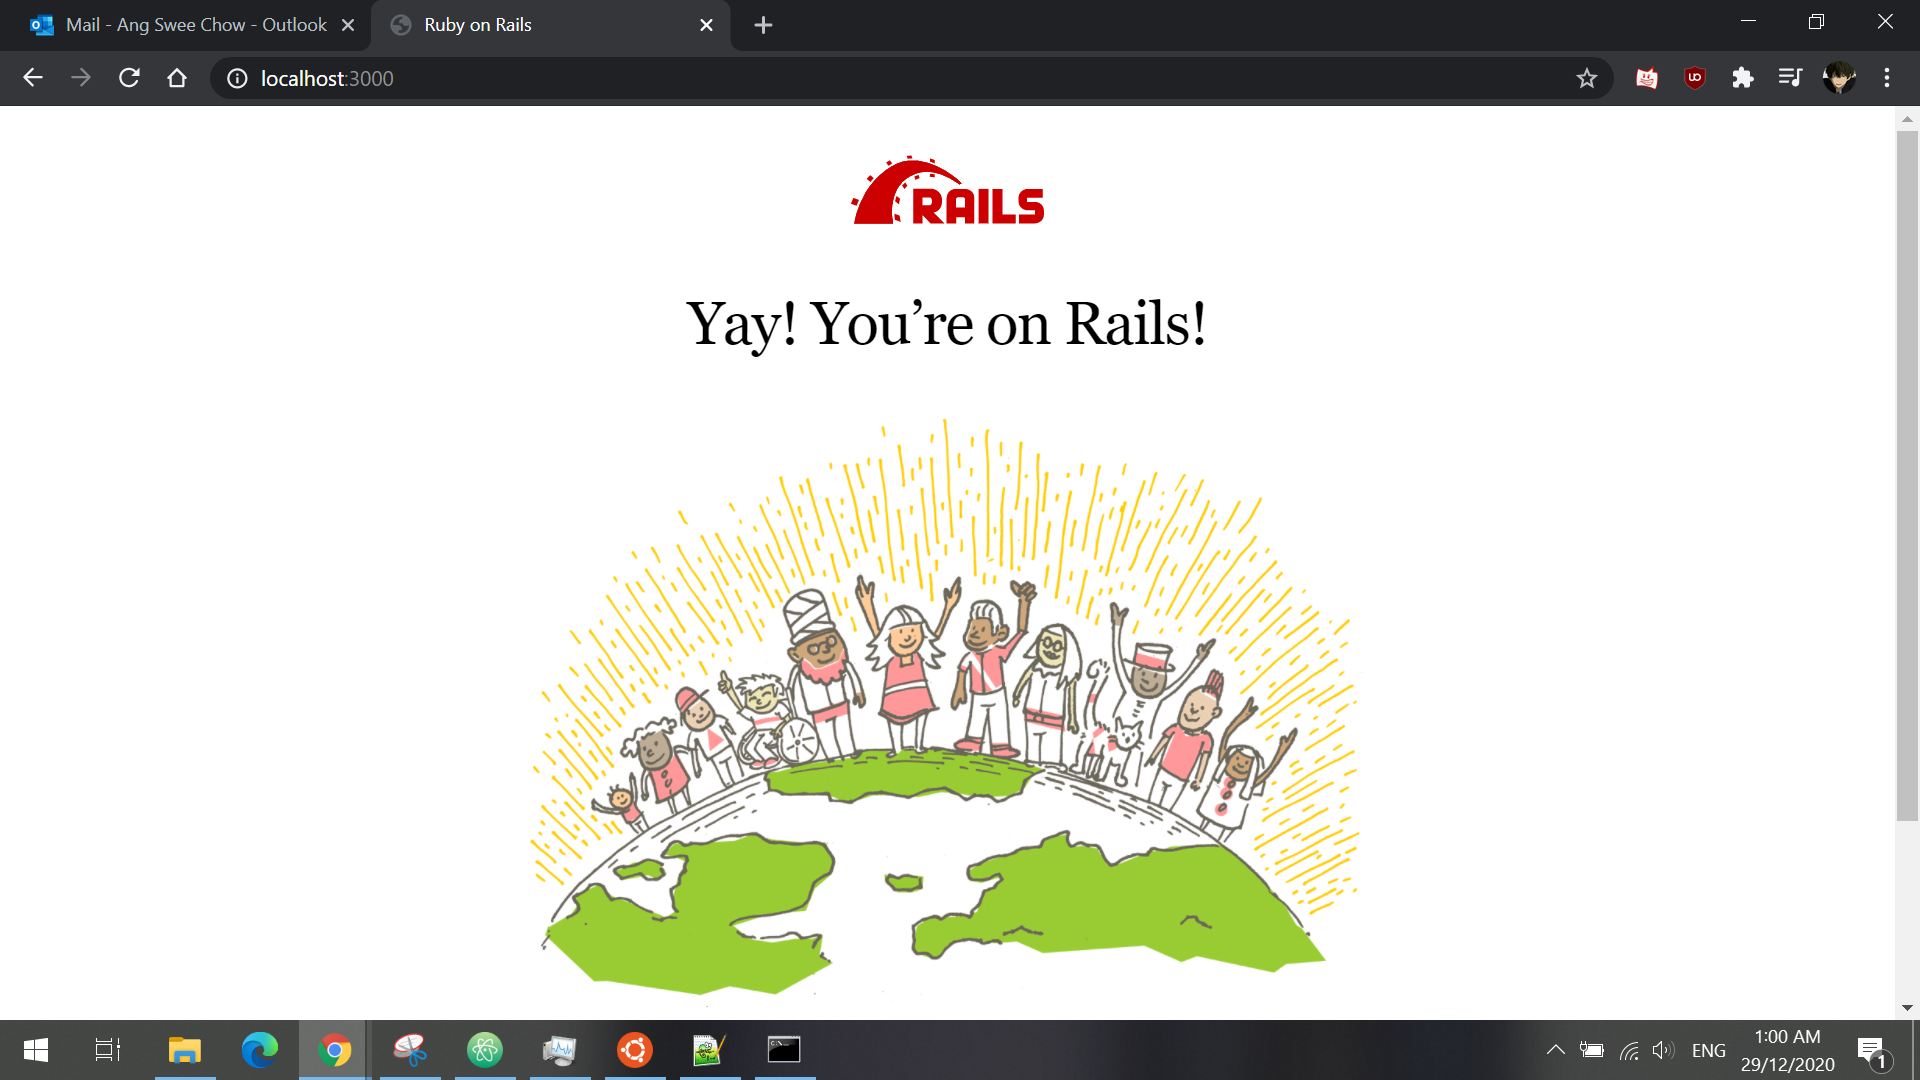 Mail - Ang Swee Chow - Outlook
Ruby on Rails
localhost:3000
RAILS
Yay! You’re on Rails!
ENG
1:00 AM
29/12/2020
1